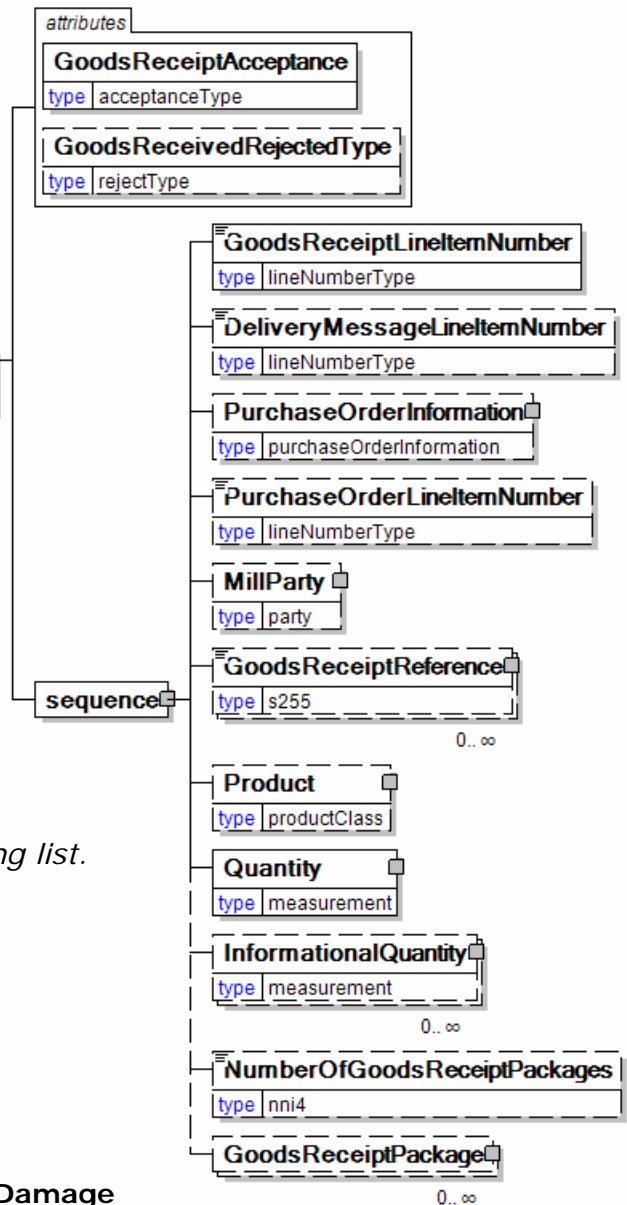 attributes
GoodsReceiptAcceptance
type acceptanceType
GoodsReceivedRejectedType
type rejectType
GoodsReceiptLineItemNumber
type lineNumberType
DeliveryMessageLineItemNumber
type lineNumberType
PurchaseOrderInformation
type purchaseOrderInformation
PurchaseOrderLineItemNumber
type lineNumberType
MillParty
type party
GoodsReceiptReference
type s255
0.. ∞
sequence
Product
type productClass
ng list.
Quantity
type measurement
InformationalQuantity
type measurement
0.. ∞
NumberOfGoodsReceiptPackages
type nni4
GoodsReceiptPackage
0.. ∞
Damage